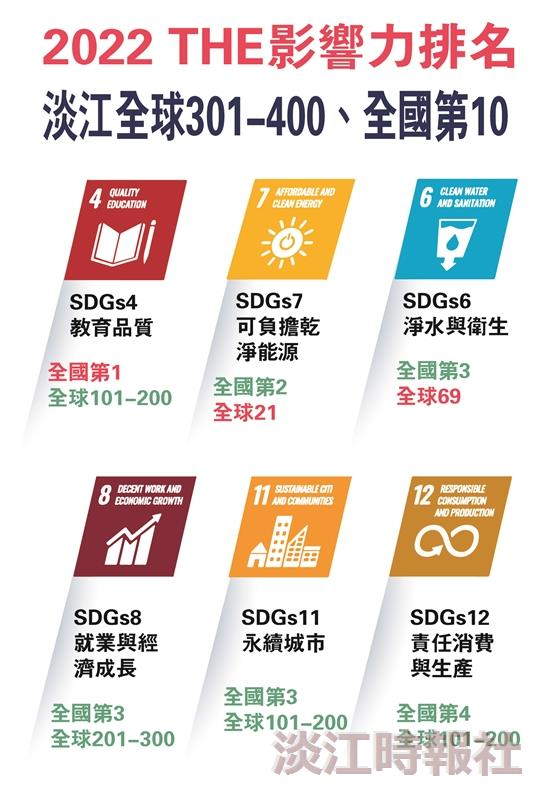 2022 THE影響力排名
淡江全球301-400、全國第10
4 QUALITY
EDUCATION
SDGs4
教育品質
全國第1
全球101-200
7 AFFORDABLE AND
CLEAN ENERGY
SDGs7
可負擔乾
淨能源
全國第2
全球21
6 CLEAN WATER
AND SANITATION
SDGs6
淨水與衛生
全國第3
全球69
8 DECENT WORK AND
ECONOMIC GROWTH
SDGs8
就業與經
濟成長
全國第3
全球201-300
11 SUSTAINABLE CITI
AND COMMUNITIES
SDGs11
永續城市
全國第3
全球101-200
12 RESPONSIBLE
CONSUMPTION
AND PRODUCTION
SDGs12
責任消費
與生產
全國第4
全球101-200
淡江時報社